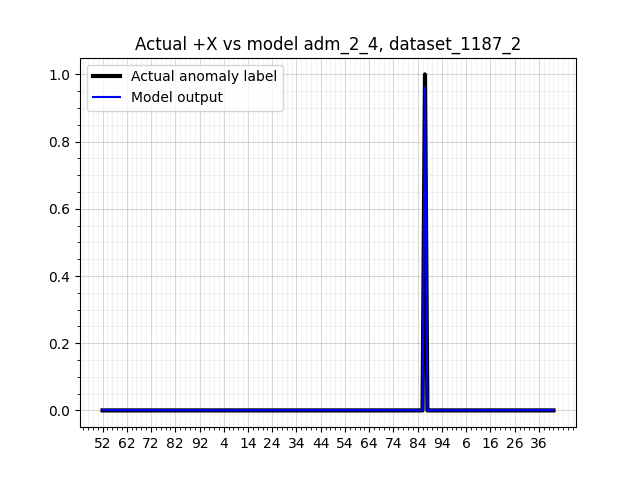 Actual +X vs model adm_2_4, dataset_1187_2
Actual anomaly label
Model output
1.0
0.8
0.6
0.4
0.2
0.0
52 62 72 82 92 4 14 24 34 44 54 64 74 84 94 6 16 26 36